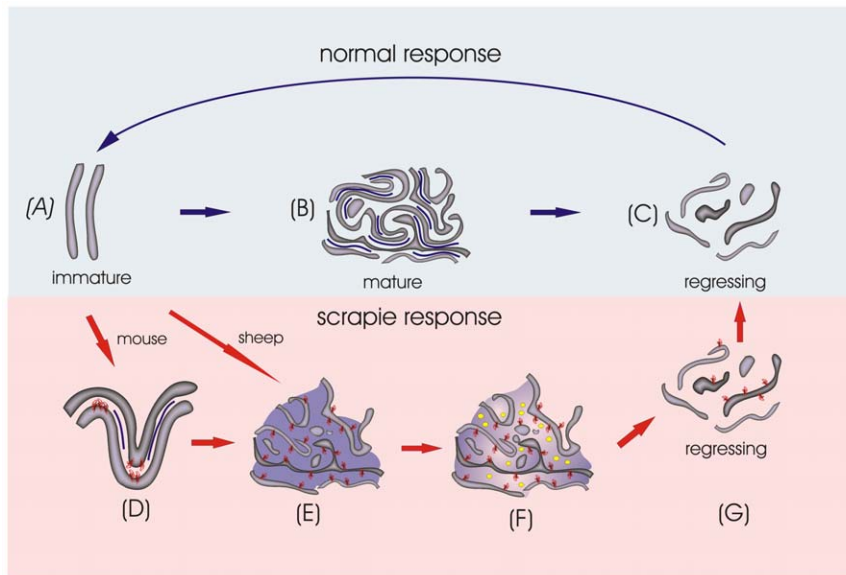 normal response
(A)
(B)
(C)
immature
mature
regressing
scrapie response
mouse
sheep
regressing
(D)
(E)
(F)
(G)